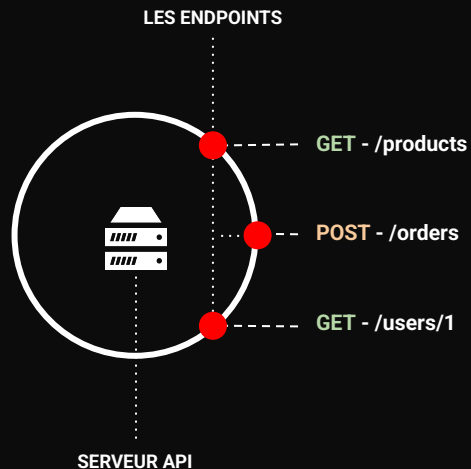 LES ENDPOINTS
GET - /products
POST - /orders
GET - /users/1
SERVEUR API